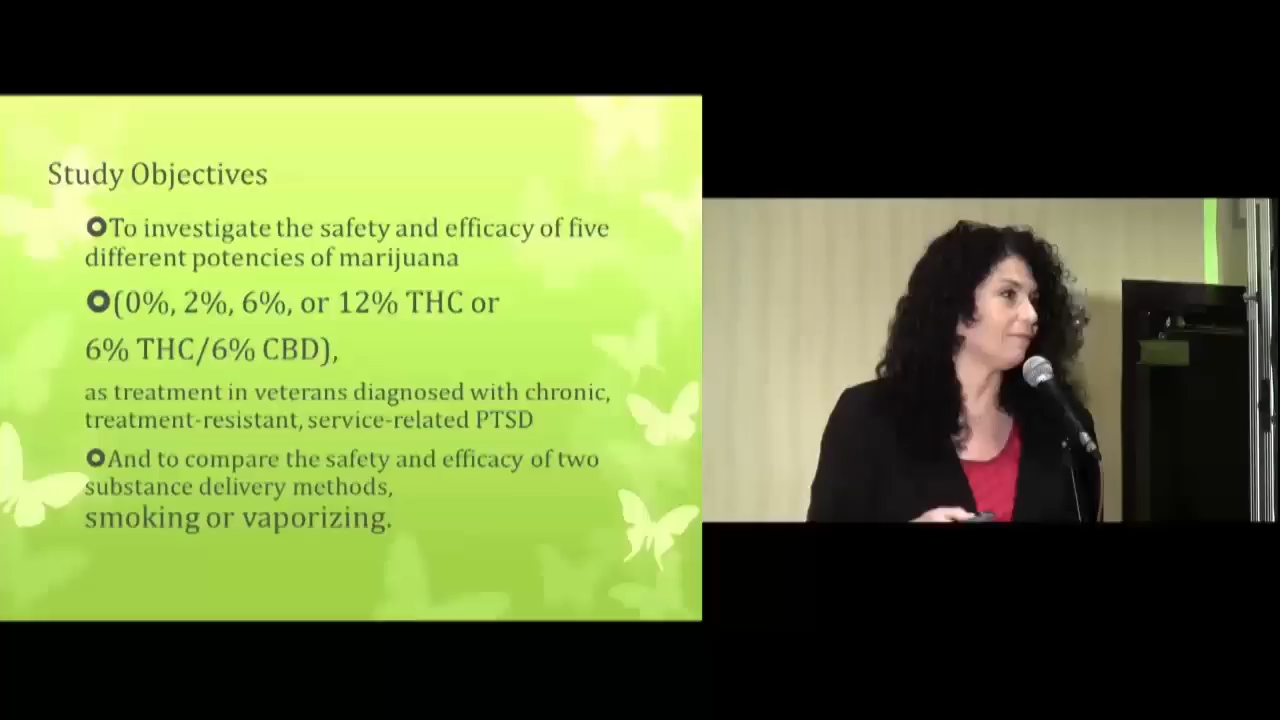 Study Objectives
To investigate the safety and efficacy of five
different potencies of marijuana
(0%, 2%, 6%, or 12% THC or
6% THC/6% CBD),
as treatment in veterans diagnosed with chronic,
treatment-resistant, service-related PTSD
And to compare the safety and efficacy of two
substance delivery methods,
smoking or vaporizing.